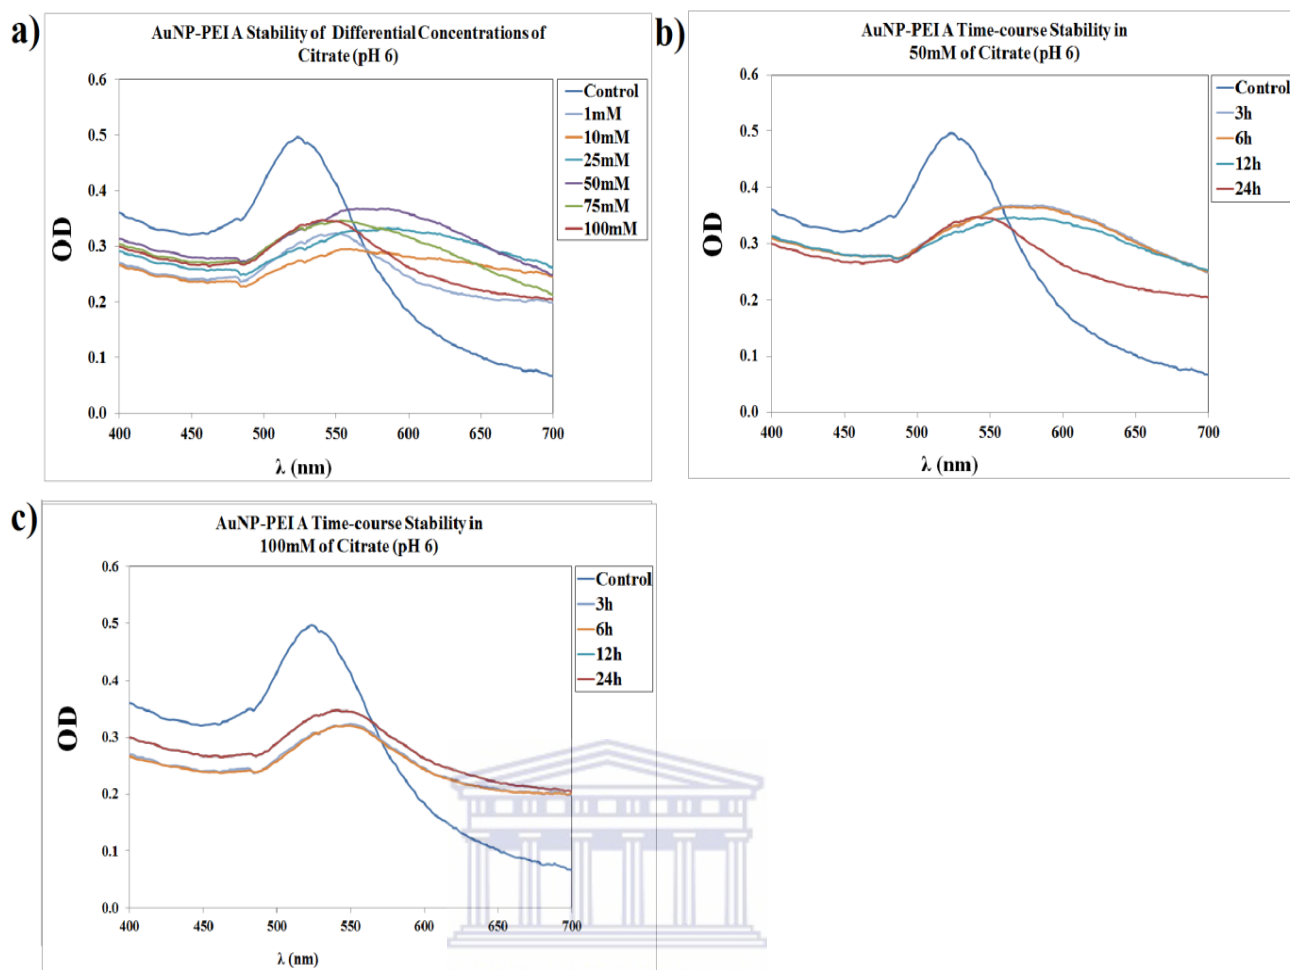 a)
AuNP-PEI A Stability of Differential Concentrations of
Citrate (pH 6)
0.6
0.5
0.4
0.3
0.2
0.1
0.0
OD
400 450 500 550 600 650 700
λ (nm)
Control
1mM
10mM
25mM
50mM
75mM
100mM
b)
AuNP-PEI A Time-course Stability in
50mM of Citrate (pH 6)
0.6
0.5
0.4
0.3
0.2
0.1
0.0
OD
400 450 500 550 600 650 700
λ (nm)
Control
3h
6h
12h
24h
c)
AuNP-PEI A Time-course Stability in
100mM of Citrate (pH 6)
0.6
0.5
0.4
0.3
0.2
0.1
0.0
OD
400 450 500 550 600 650 700
λ (nm)
Control
3h
6h
12h
24h